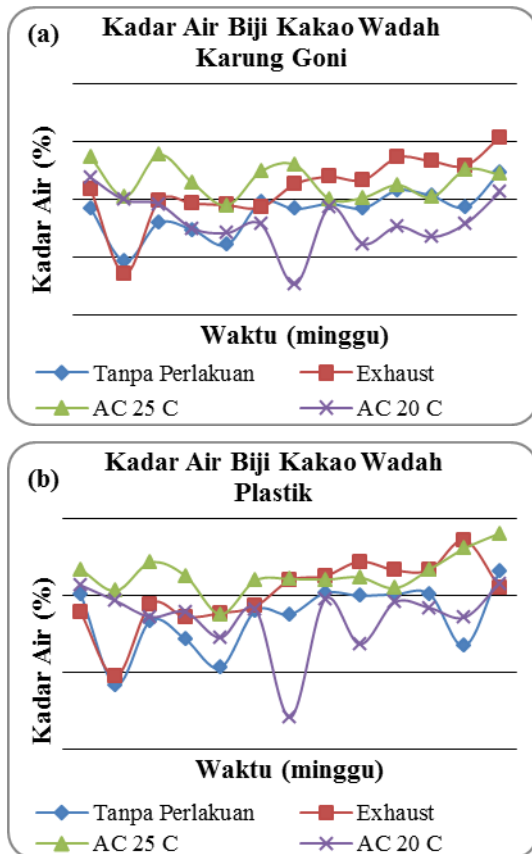 (a)
Kadar Air Biji Kakao Wadah
Karung Goni
Kadar Air (%)
Waktu (minggu)
Tanpa Perlakuan
Exhaust
AC 25 C
AC 20 C
(b)
Kadar Air Biji Kakao Wadah
Plastik
Kadar Air (%)
Waktu (minggu)
Tanpa Perlakuan
Exhaust
AC 25 C
AC 20 C